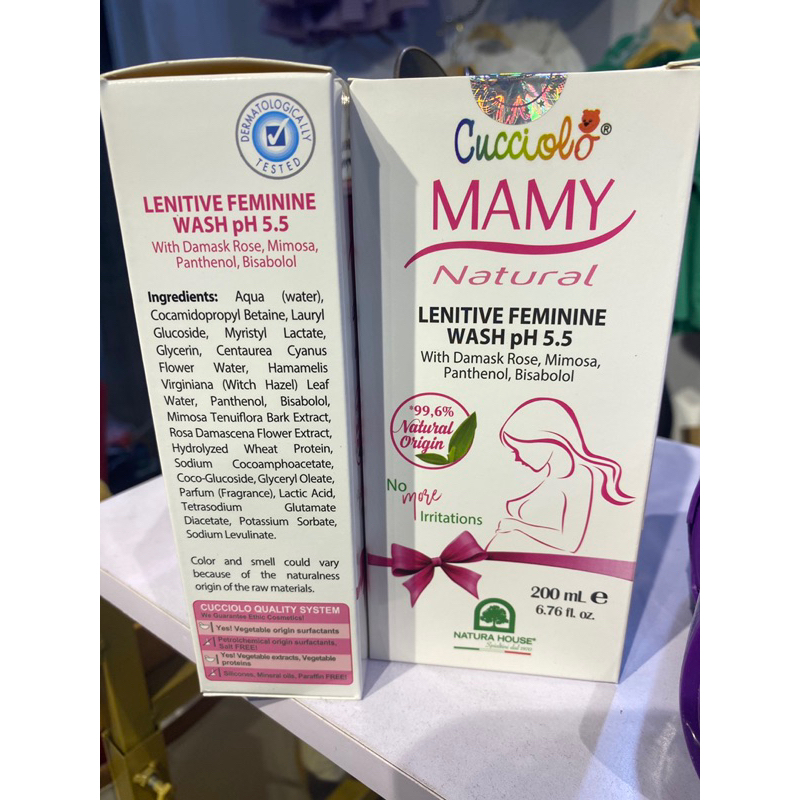 DERMATOLOGICALLY
TESTED
LENITIVE FEMININE
WASH pH 5.5
With Damask Rose, Mimosa,
Panthenol, Bisabolol
Ingredients: Aqua (water),
Cocamidopropyl Betaine, Lauryl
Glucoside, Myristyl Lactate,
Glycerin, Centaurea Cyanus
Flower Water, Hamamelis
Virginiana (Witch Hazel) Leaf
Water, Panthenol, Bisabolol,
Mimosa Tenuiflora Bark Extract,
Rosa Damascena Flower Extract,
Hydrolyzed Wheat Protein,
Sodium Cocoamphoacetate,
Coco-Glucoside, Glyceryl Oleate,
Parfum (Fragrance), Lactic Acid,
Tetrasodium Glutamate
Diacetate, Potassium Sorbate,
Sodium Levulinate.
Color and smell could vary
because of the naturalness
origin of the raw materials.
CUCCIOLO QUALITY SYSTEM
We Guarantee Ethic Cosmetics!
Yes! Vegetable origin surfactants
Petrochemical origin surfactants,
Salt FREE!
Yes! Vegetable extracts, Vegetable
proteins
Silicones, Mineral oils, Paraffin FREE!
Cucciolo®
MAMY
Natural
LENITIVE FEMININE
WASH pH 5.5
With Damask Rose, Mimosa,
Panthenol, Bisabolol
*99,6%
Natural
Origin
No
more
Irritations
200 mL e
6.76 fl. oz.
NATURA HOUSE®